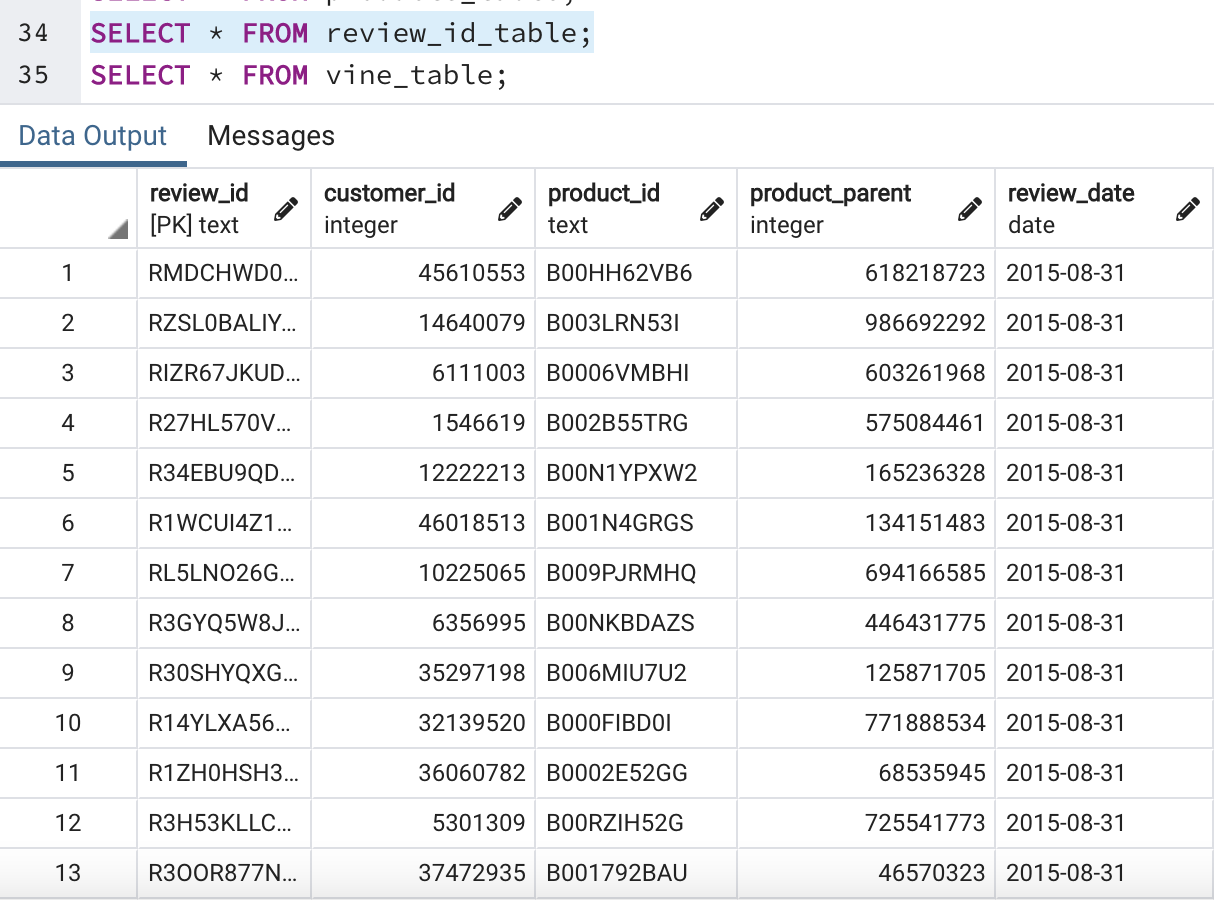 34 SELECT * FROM review_id_table;
35 SELECT * FROM vine_table;
Data Output Messages
review_id customer_id product_id product_parent review_date
[PK] text integer text integer date
1 RMDCHWD0... 45610553 B00HH62VB6 618218723 2015-08-31
2 RZSL0BALIY... 14640079 B003LRN53I 986692292 2015-08-31
3 RIZR67JKUD... 6111003 B0006VMBHI 603261968 2015-08-31
4 R27HL570V... 1546619 B002B55TRG 575084461 2015-08-31
5 R34EBU9QD... 12222213 B00N1YPXW2 165236328 2015-08-31
6 R1WCUI4Z1... 46018513 B001N4GRGS 134151483 2015-08-31
7 RL5LNO26G... 10225065 B009PJRMHQ 694166585 2015-08-31
8 R3GYQ5W8J... 6356995 B00NKBDAZS 446431775 2015-08-31
9 R30SHYQXG... 35297198 B006MIU7U2 125871705 2015-08-31
10 R14YLXA56... 32139520 B000FIBD0I 771888534 2015-08-31
11 R1ZH0HSH3... 36060782 B0002E52GG 68535945 2015-08-31
12 R3H53KLLC... 5301309 B00RZIH52G 725541773 2015-08-31
13 R3OOR877N... 37472935 B001792BAU 46570323 2015-08-31